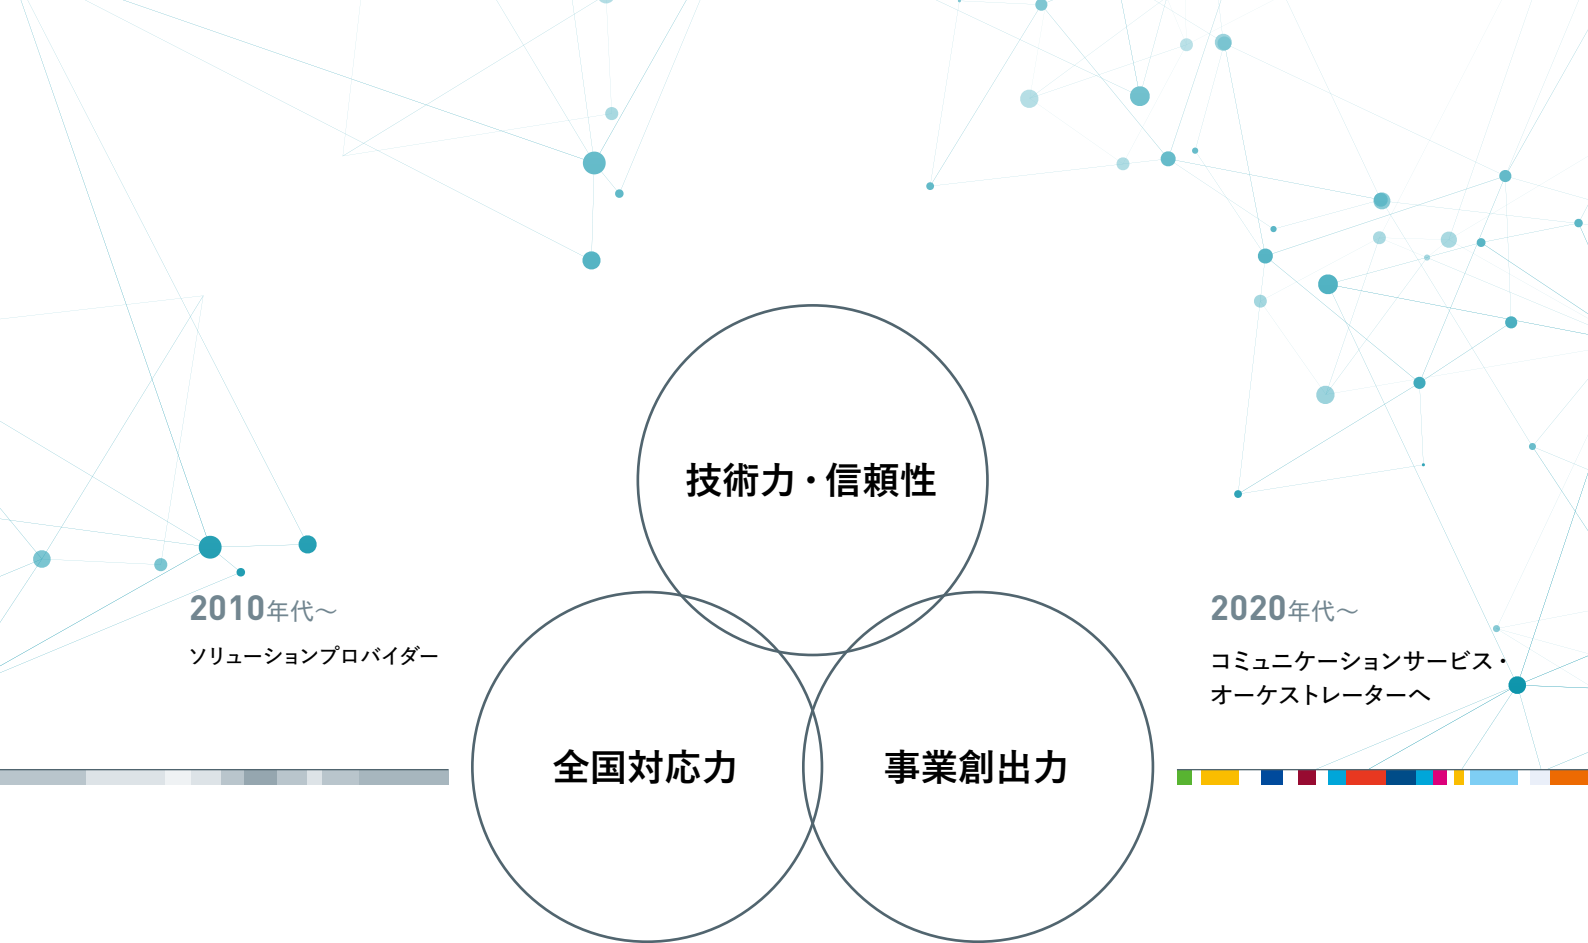 技術力・信頼性
2010年代〜
ソリューションプロバイダー
2020年代〜
コミュニケーションサービス・
オーケストレーターへ
全国対応力
事業創出力